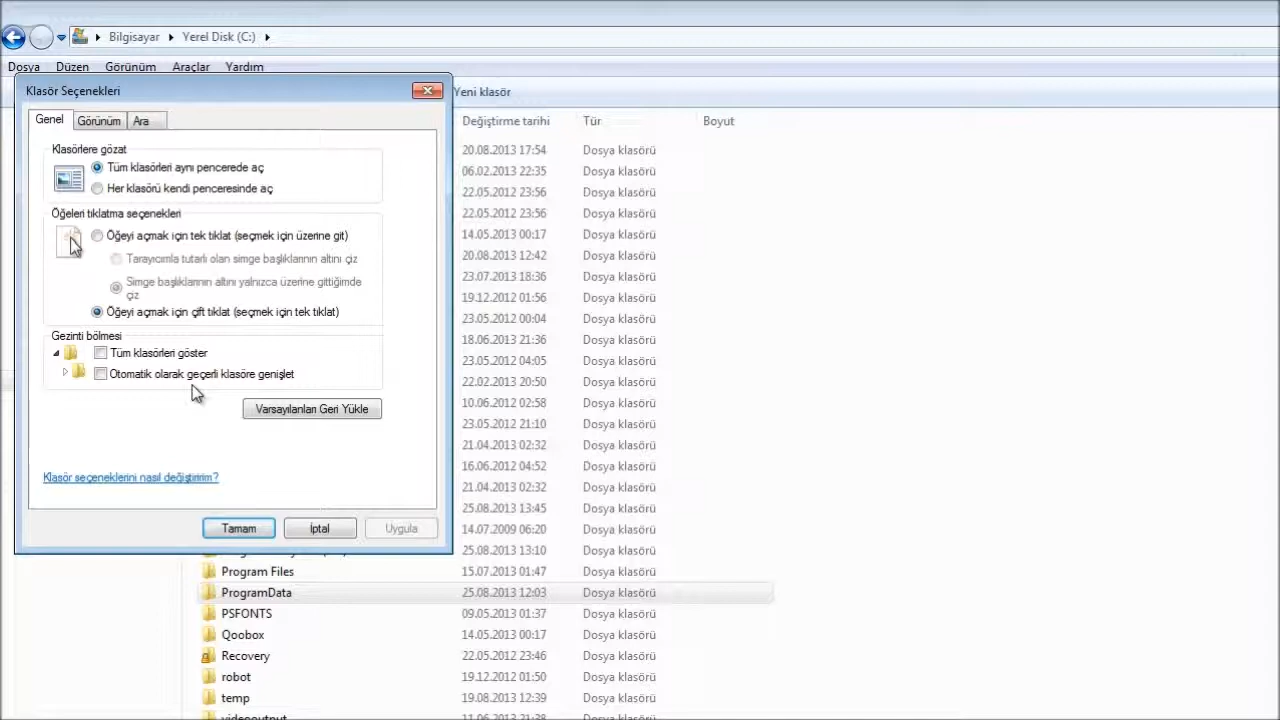 Bilgisayar
Yerel Disk (C:)
Dosya Düzen Görünüm Araçlar Yardım
Klasör Seçenekleri
Yeni klasör
Genel Görünüm Ara
Klasörlere gözat
Tüm klasörleri aynı pencerede aç
Her klasörü kendi penceresinde aç
Öğeleri tıklatma seçenekleri
Öğeyi açmak için tek tıklat (seçmek için üzerine git)
Tarayıcımla tutarlı olan simge başlıklarının altını çiz
Simge başlıklarının altını yalnızca üzerine gittiğimde
çiz
Öğeyi açmak için çift tıklat (seçmek için tek tıklat)
Gezinti bölmesi
Tüm klasörleri göster
Otomatik olarak geçerli klasöre genişlet
Varsayılanları Geri Yükle
Klasör seçeneklerini nasıl değiştiririm?
Tamam İptal Uygula
Değiştirme tarihi Tür Boyut
20.08.2013 17:54 Dosya klasörü
06.02.2013 22:35 Dosya klasörü
22.05.2012 23:56 Dosya klasörü
22.05.2012 23:56 Dosya klasörü
14.05.2013 00:17 Dosya klasörü
20.08.2013 12:42 Dosya klasörü
23.07.2013 18:36 Dosya klasörü
19.12.2012 01:56 Dosya klasörü
23.05.2012 00:04 Dosya klasörü
18.06.2013 21:36 Dosya klasörü
23.05.2012 04:05 Dosya klasörü
22.02.2013 20:50 Dosya klasörü
10.06.2012 02:58 Dosya klasörü
23.05.2012 21:10 Dosya klasörü
21.04.2013 02:32 Dosya klasörü
16.06.2012 04:52 Dosya klasörü
21.04.2013 02:32 Dosya klasörü
25.08.2013 13:45 Dosya klasörü
14.07.2009 06:20 Dosya klasörü
25.08.2013 13:10 Dosya klasörü
Program Files 15.07.2013 01:47 Dosya klasörü
ProgramData 25.08.2013 12:03 Dosya klasörü
PSFONTS 09.05.2013 01:37 Dosya klasörü
Qoobox 14.05.2013 00:17 Dosya klasörü
Recovery 22.05.2012 23:46 Dosya klasörü
robot 19.12.2012 01:50 Dosya klasörü
temp 19.08.2013 12:39 Dosya klasörü
videooutput 11.06.2013 21:38 Dosya klasörü